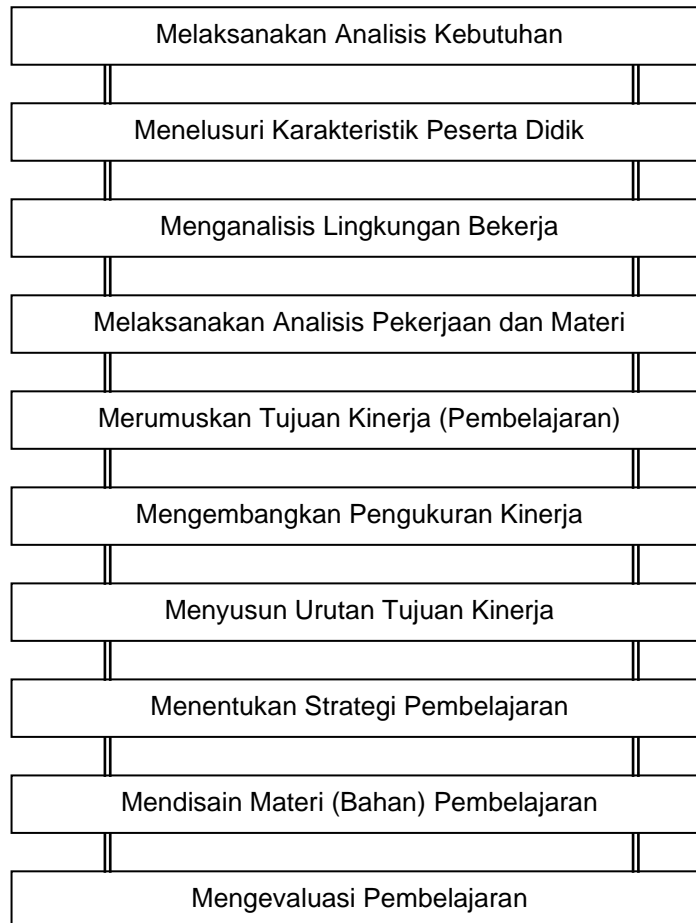 Melaksanakan Analisis Kebutuhan
Menelusuri Karakteristik Peserta Didik
Menganalisis Lingkungan Bekerja
Melaksanakan Analisis Pekerjaan dan Materi
Merumuskan Tujuan Kinerja (Pembelajaran)
Mengembangkan Pengukuran Kinerja
Menyusun Urutan Tujuan Kinerja
Menentukan Strategi Pembelajaran
Mendisain Materi (Bahan) Pembelajaran
Mengevaluasi Pembelajaran